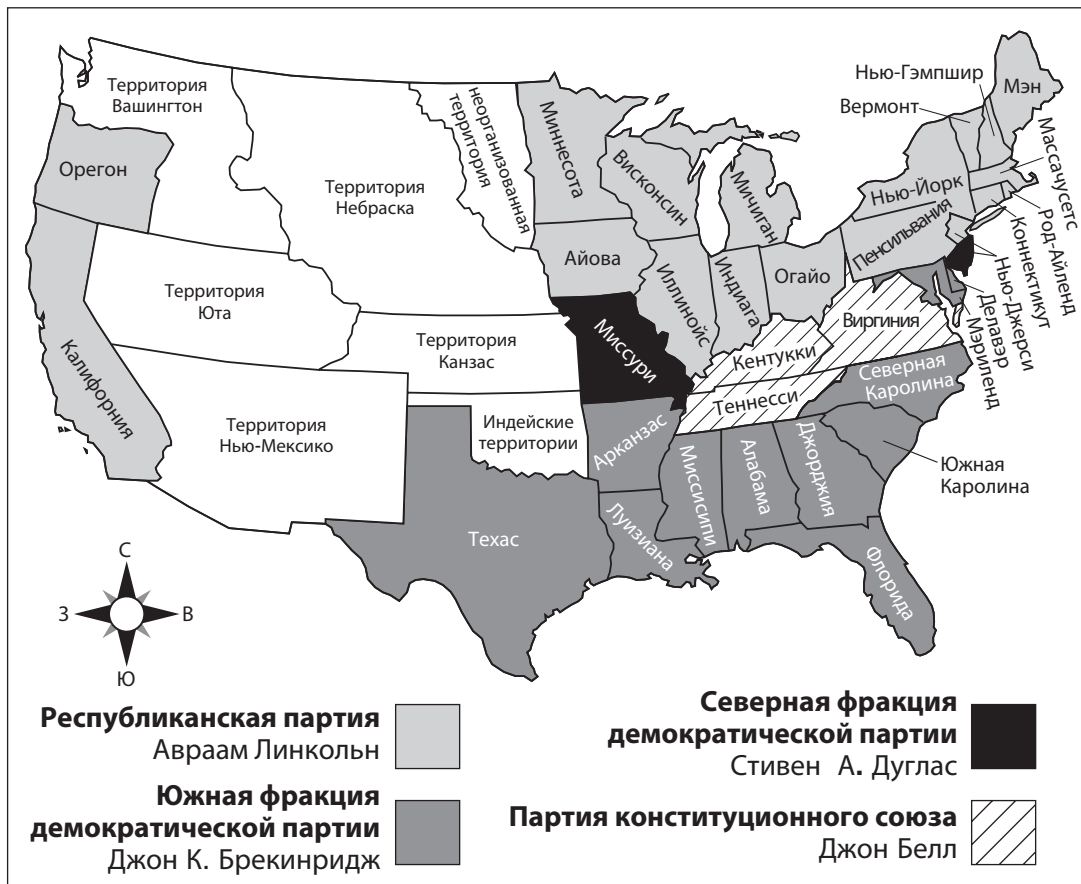 Нью-Гэмпшир
Вермонт
Мэн
Массачусетс
Территория
Вашингтон
неорганизованная
территория
Миннесота
Орегон
Висконсин
Мичиган
Нью-Йорк
Территория
Небраска
Пенсильвания
Род-Айленд
Коннектикут
Нью-Джерси
Делавэр
Мэриленд
Айова
Огайо
Иллинойс
Индиага
Территория
Юта
Виргиния
Миссури
Кентукки
Территория
Канзас
Калифорния
Северная
Каролина
Теннесси
Территория
Нью-Мексико
Индейские
территории
Арканзас
Миссисипи
Алабама
Джорджия
Южная
Каролина
Техас
Луизиана
Флорида
С
З
В
Ю
Республиканская партия
Авраам Линкольн
Южная фракция
демократической партии
Джон К. Брекинридж
Северная фракция
демократической партии
Стивен А. Дуглас
Партия конституционного союза
Джон Белл